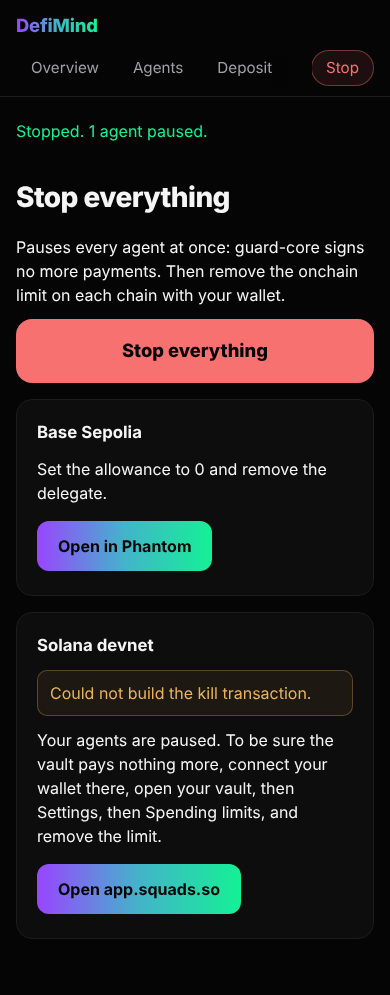 DefiMind
Overview Agents Deposit Stop
Stopped. 1 agent paused.
Stop everything
Pauses every agent at once: guard-core signs
no more payments. Then remove the onchain
limit on each chain with your wallet.
Stop everything
Base Sepolia
Set the allowance to 0 and remove the
delegate.
Open in Phantom
Solana devnet
Could not build the kill transaction.
Your agents are paused. To be sure the
vault pays nothing more, connect your
wallet there, open your vault, then
Settings, then Spending limits, and
remove the limit.
Open app.squads.so